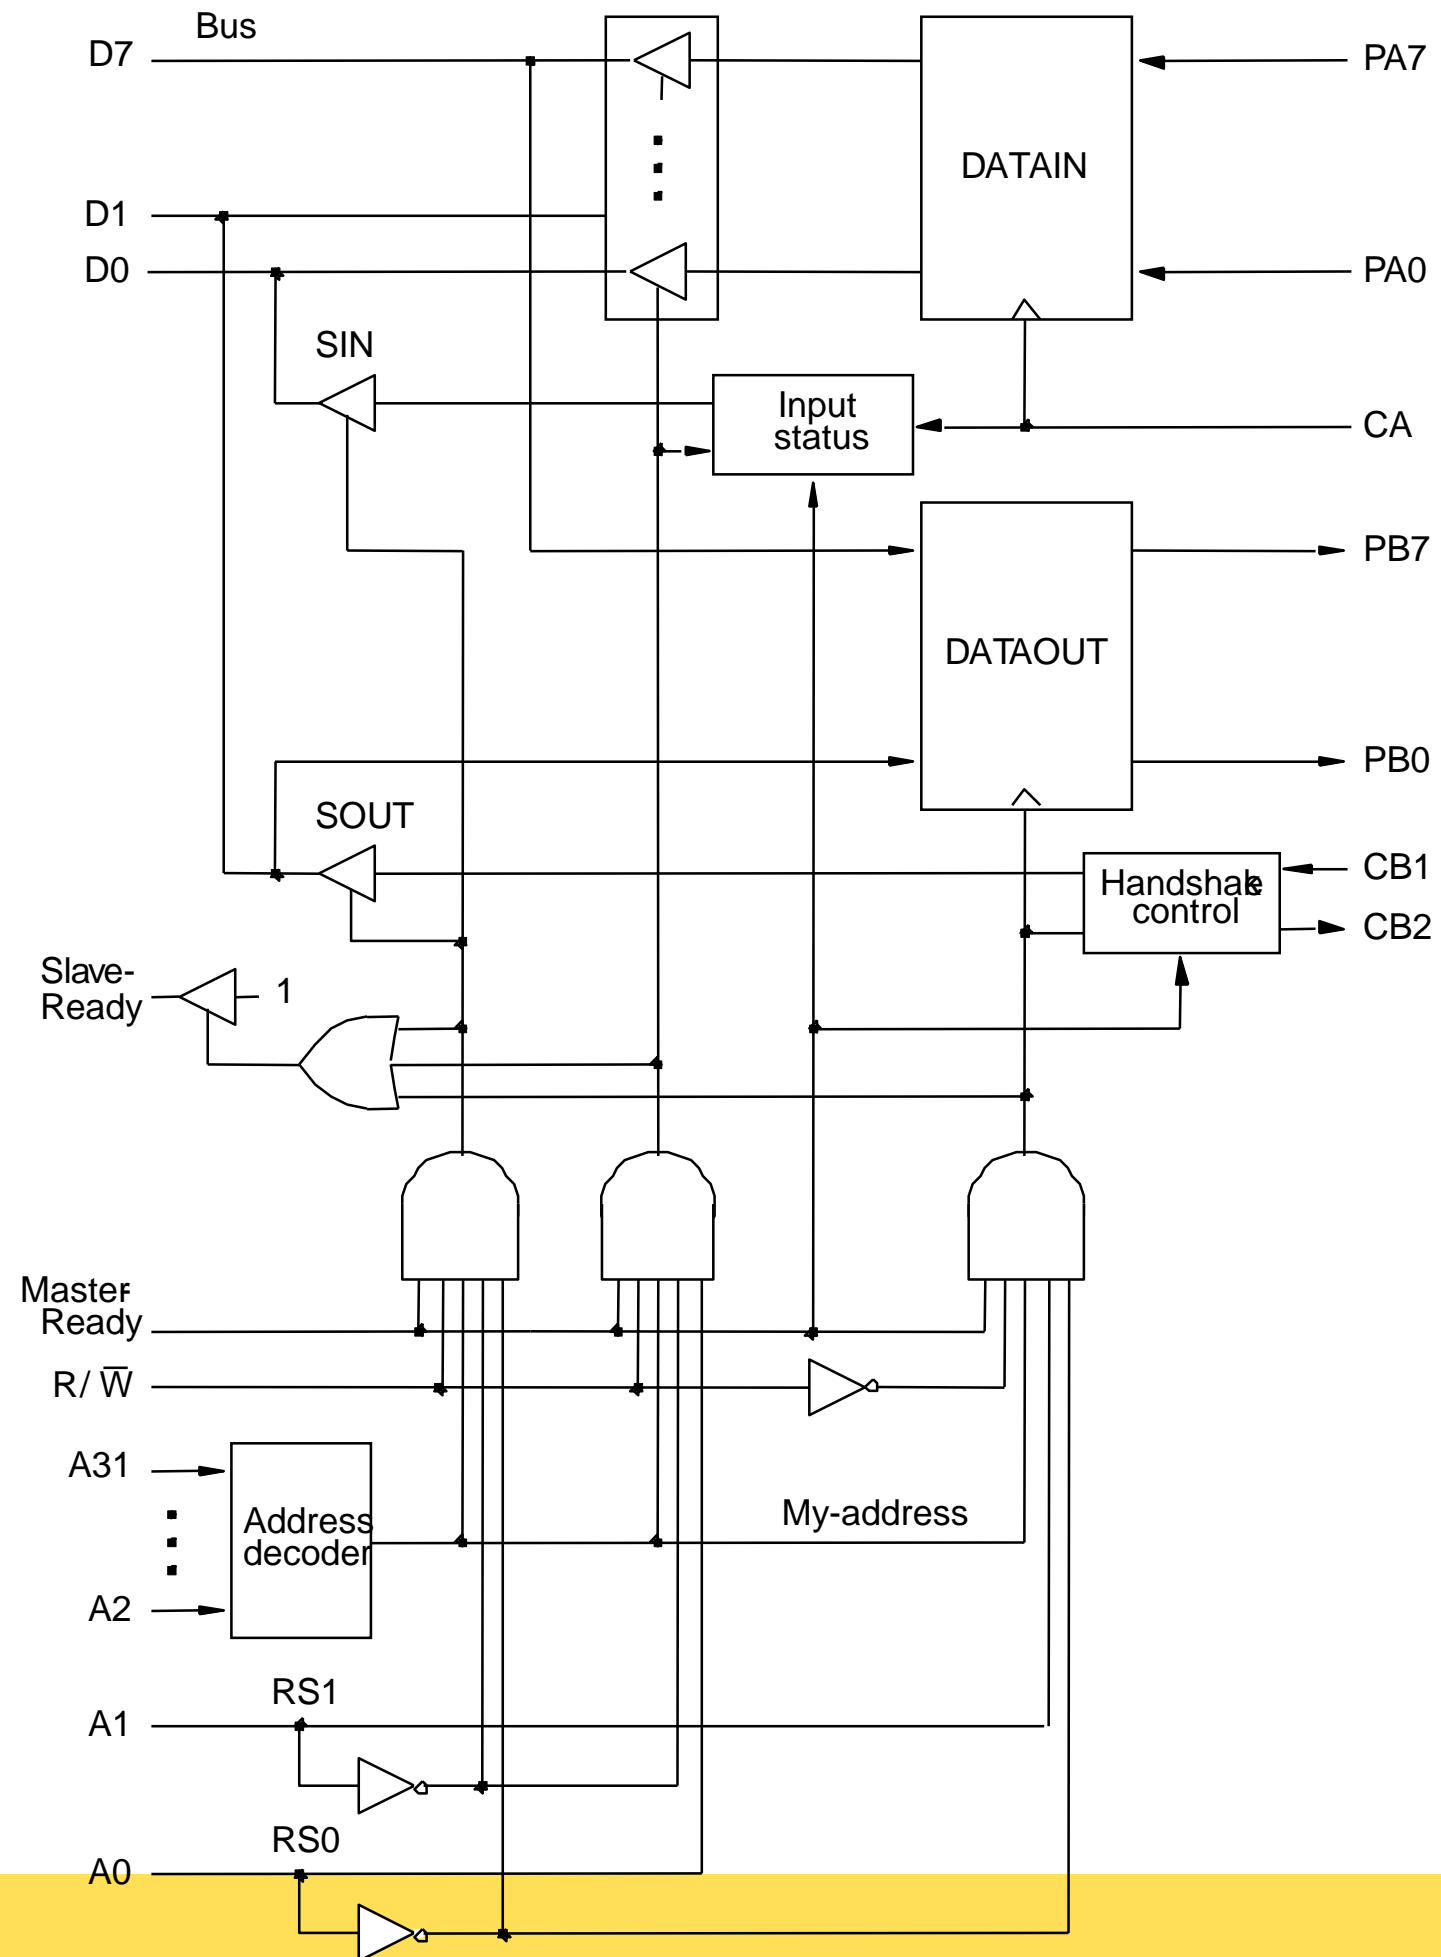 Bus
D7
PA7
DATAIN
D1
D0
PA0
SIN
Input
status
CA
PB7
DATAOUT
PB0
SOUT
CB1
Handshake
control
CB2
Slave-
Ready
1
Master-
Ready
R/W̅
A31
Address
decoder
My-address
A2
RS1
A1
RS0
A0